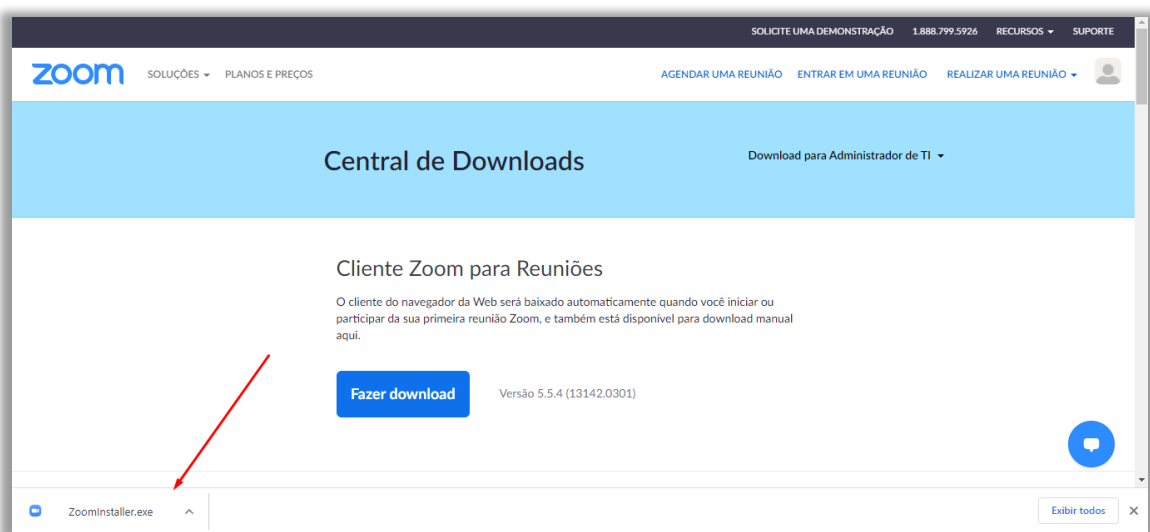 SOLICITE UMA DEMONSTRAÇÃO 1.888.799.5926 RECURSOS SUPORTE
zoom SOLUÇÕES PLANOS E PREÇOS AGENDAR UMA REUNIÃO ENTRAR EM UMA REUNIÃO REALIZAR UMA REUNIÃO
Central de Downloads Download para Administrador de TI
Cliente Zoom para Reuniões
O cliente do navegador da Web será baixado automaticamente quando você iniciar ou
participar da sua primeira reunião Zoom, e também está disponível para download manual
aqui.
Fazer download Versão 5.5.4 (13142.0301)
ZoomInstaller.exe Exibir todos